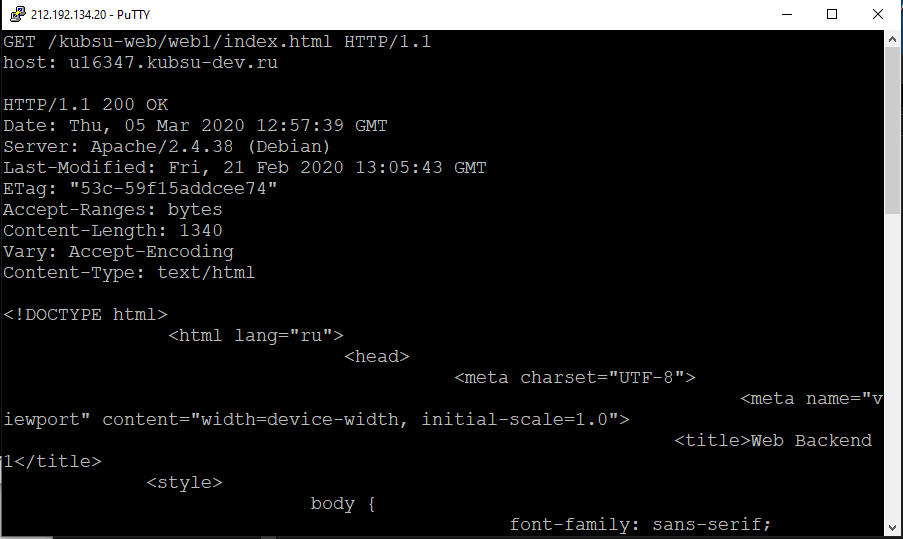 212.192.134.20 - PuTTY
GET /kubsu-web/web1/index.html HTTP/1.1
host: u16347.kubsu-dev.ru
HTTP/1.1 200 OK
Date: Thu, 05 Mar 2020 12:57:39 GMT
Server: Apache/2.4.38 (Debian)
Last-Modified: Fri, 21 Feb 2020 13:05:43 GMT
ETag: "53c-59f15addcee74"
Accept-Ranges: bytes
Content-Length: 1340
Vary: Accept-Encoding
Content-Type: text/html
<!DOCTYPE html>
<html lang="ru">
<head>
<meta charset="UTF-8">
<meta name="v
iewport" content="width=device-width, initial-scale=1.0">
<title>Web Backend
1</title>
<style>
body {
font-family: sans-serif;